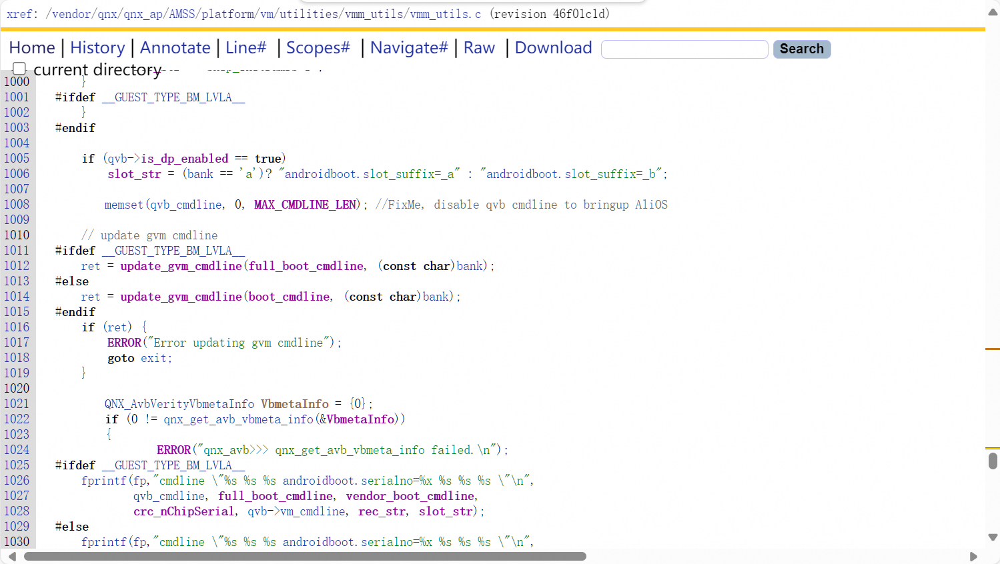 xref: /vendor/qnx/qnx_ap/AMSS/platform/vm/utilities/vmm_utils/vmm_utils.c (revision 46f01c1d)
Home | History | Annotate | Line# | Scopes# | Navigate# | Raw | Download Search
current directory
1000     }
1001 #ifdef __GUEST_TYPE_BM_LVLA__
1002     }
1003 #endif
1004
1005     if (qvb->is_dp_enabled == true)
1006         slot_str = (bank == 'a')? "androidboot.slot_suffix=_a" : "androidboot.slot_suffix=_b";
1007
1008         memset(qvb_cmdline, 0, MAX_CMDLINE_LEN); //FixMe, disable qvb cmdline to bringup AliOS
1009
1010     // update gvm cmdline
1011 #ifdef __GUEST_TYPE_BM_LVLA__
1012     ret = update_gvm_cmdline(full_boot_cmdline, (const char)bank);
1013 #else
1014     ret = update_gvm_cmdline(boot_cmdline, (const char)bank);
1015 #endif
1016     if (ret) {
1017         ERROR("Error updating gvm cmdline");
1018         goto exit;
1019     }
1020
1021         QNX_AvbVerityVbmetaInfo VbmetaInfo = {0};
1022         if (0 != qnx_get_avb_vbmeta_info(&VbmetaInfo))
1023         {
1024                 ERROR("qnx_avb>>> qnx_get_avb_vbmeta_info failed.\n");
1025 #ifdef __GUEST_TYPE_BM_LVLA__
1026     fprintf(fp,"cmdline \"%s %s %s androidboot.serialno=%x %s %s %s \"\n",
1027             qvb_cmdline, full_boot_cmdline, vendor_boot_cmdline,
1028             crc_nChipSerial, qvb->vm_cmdline, rec_str, slot_str);
1029 #else
1030     fprintf(fp,"cmdline \"%s %s %s androidboot.serialno=%x %s %s %s \"\n",